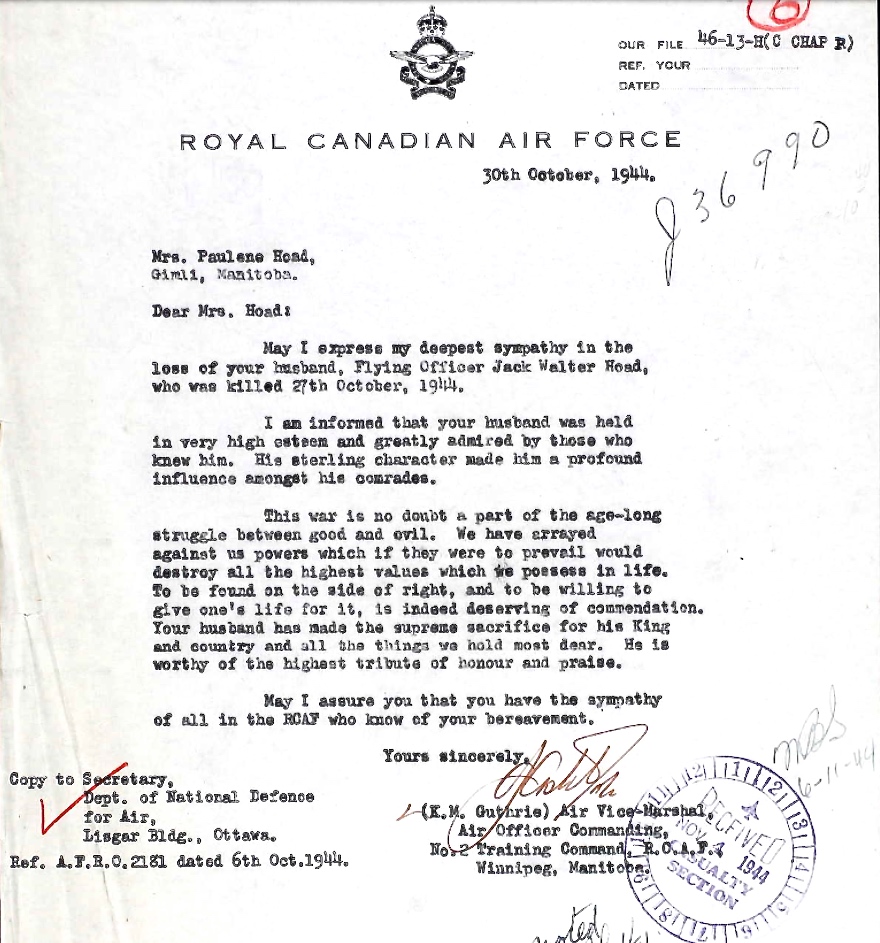 6
OUR FILE 46-13-H(C CHAP R)
REF. YOUR
DATED
ROYAL CANADIAN AIR FORCE
30th October, 1944.
J36990
Mrs. Paulene Hoad,
Gimli, Manitoba.
Dear Mrs. Hoad:
May I express my deepest sympathy in the
loss of your husband, Flying Officer Jack Walter Hoad,
who was killed 27th October, 1944.
I am informed that your husband was held
in very high esteem and greatly admired by those who
knew him. His sterling character made him a profound
influence amongst his comrades.
This war is no doubt a part of the age-long
struggle between good and evil. We have arrayed
against us powers which if they were to prevail would
destroy all the highest values which we possess in life.
To be found on the side of right, and to be willing to
give one's life for it, is indeed deserving of commendation.
Your husband has made the supreme sacrifice for his King
and country and all the things we hold most dear. He is
worthy of the highest tribute of honour and praise.
May I assure you that you have the sympathy
of all in the RCAF who know of your bereavement.
Yours sincerely,
(K.M. Guthrie) Air Vice-Marshal,
Air Officer Commanding,
No.2 Training Command, R.C.A.F.,
Winnipeg, Manitoba.
Copy to Secretary,
Dept. of National Defence
for Air,
Lisgar Bldg., Ottawa.
Ref. A.F.R.O.2181 dated 6th Oct.1944.
6-11-44
RECEIVED
NOV 1944
CASUALTY
SECTION
noted